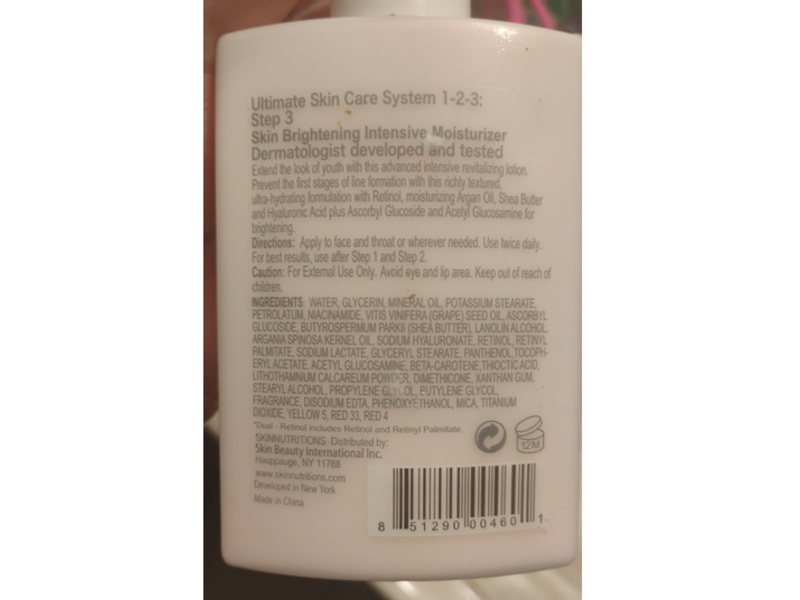 Ultimate Skin Care System 1-2-3:
Step 3
Skin Brightening Intensive Moisturizer
Dermatologist developed and tested
Extend the look of youth with this advanced intensive revitalizing lotion.
Prevent the first stages of line formation with this richly textured,
ultra-hydrating formulation with Retinol, moisturizing Argan Oil, Shea Butter
and Hyaluronic Acid plus Ascorbyl Glucoside and Acetyl Glucosamine for
brightening.
Directions: Apply to face and throat or wherever needed. Use twice daily.
For best results, use after Step 1 and Step 2.
Caution: For External Use Only. Avoid eye and lip area. Keep out of reach of
children.
INGREDIENTS: WATER, GLYCERIN, MINERAL OIL, POTASSIUM STEARATE,
PETROLATUM, NIACINAMIDE, VITIS VINIFERA (GRAPE) SEED OIL, ASCORBYL
GLUCOSIDE, BUTYROSPERMUM PARKII (SHEA BUTTER), LANOLIN ALCOHOL,
ARGANIA SPINOSA KERNEL OIL, SODIUM HYALURONATE, RETINOL, RETINYL
PALMITATE, SODIUM LACTATE, GLYCERYL STEARATE, PANTHENOL,TOCOPH-
ERYL ACETATE, ACETYL GLUCOSAMINE, BETA-CAROTENE,THIOCTIC ACID,
LITHOTHAMNIUM CALCAREUM POWDER, DIMETHICONE, XANTHAN GUM,
STEARYL ALCOHOL, PROPYLENE GLYCOL, PUTYLENE GLYCOL,
FRAGRANCE, DISODIUM EDTA, PHENOXYETHANOL, MICA, TITANIUM
DIOXIDE, YELLOW 5, RED 33, RED 4
*Dual - Retinol includes Retinol and Retinyl Palmitate.
SKINNUTRITIONS Distributed by:
Skin Beauty International Inc.
Hauppauge, NY 11788
www.skinnutritions.com
Developed in New York
Made in China
12M
8 51290 00460 1